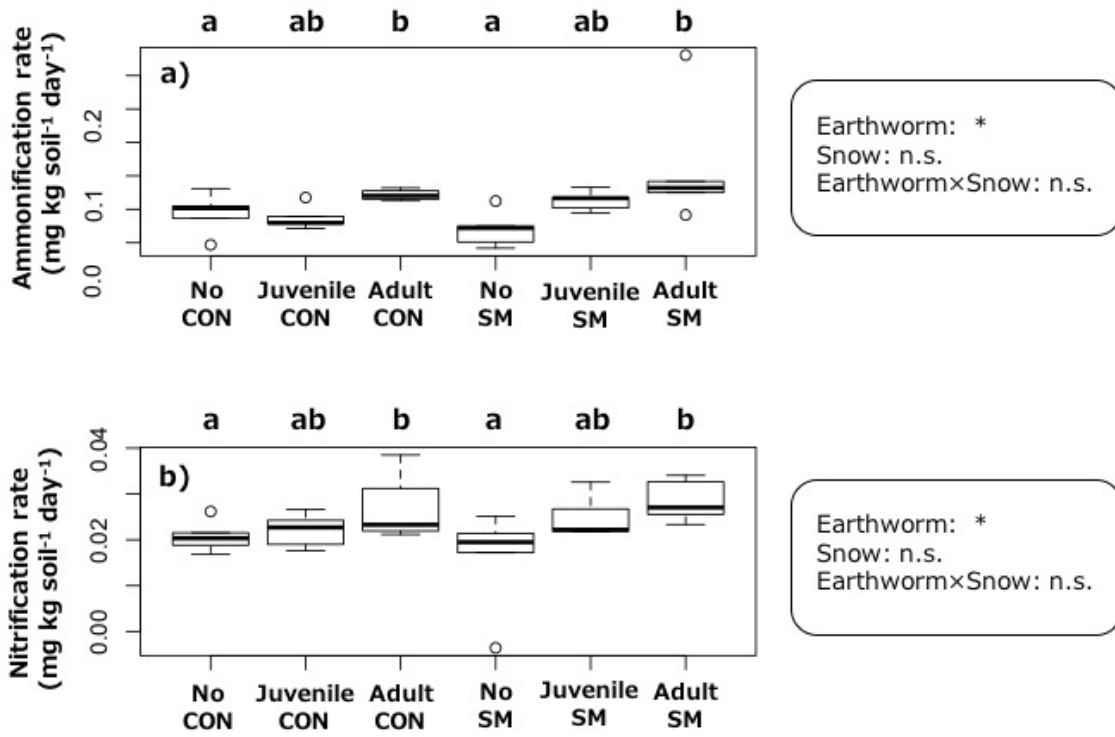 a ab b a ab b
a)
Ammonification rate
(mg kg soil⁻¹ day⁻¹)
0.2
0.1
0.0
No Juvenile Adult No Juvenile Adult
CON CON CON SM SM SM
Earthworm: *
Snow: n.s.
Earthworm×Snow: n.s.
a ab b a ab b
b)
Nitrification rate
(mg kg soil⁻¹ day⁻¹)
0.04
0.02
0.00
No Juvenile Adult No Juvenile Adult
CON CON CON SM SM SM
Earthworm: *
Snow: n.s.
Earthworm×Snow: n.s.